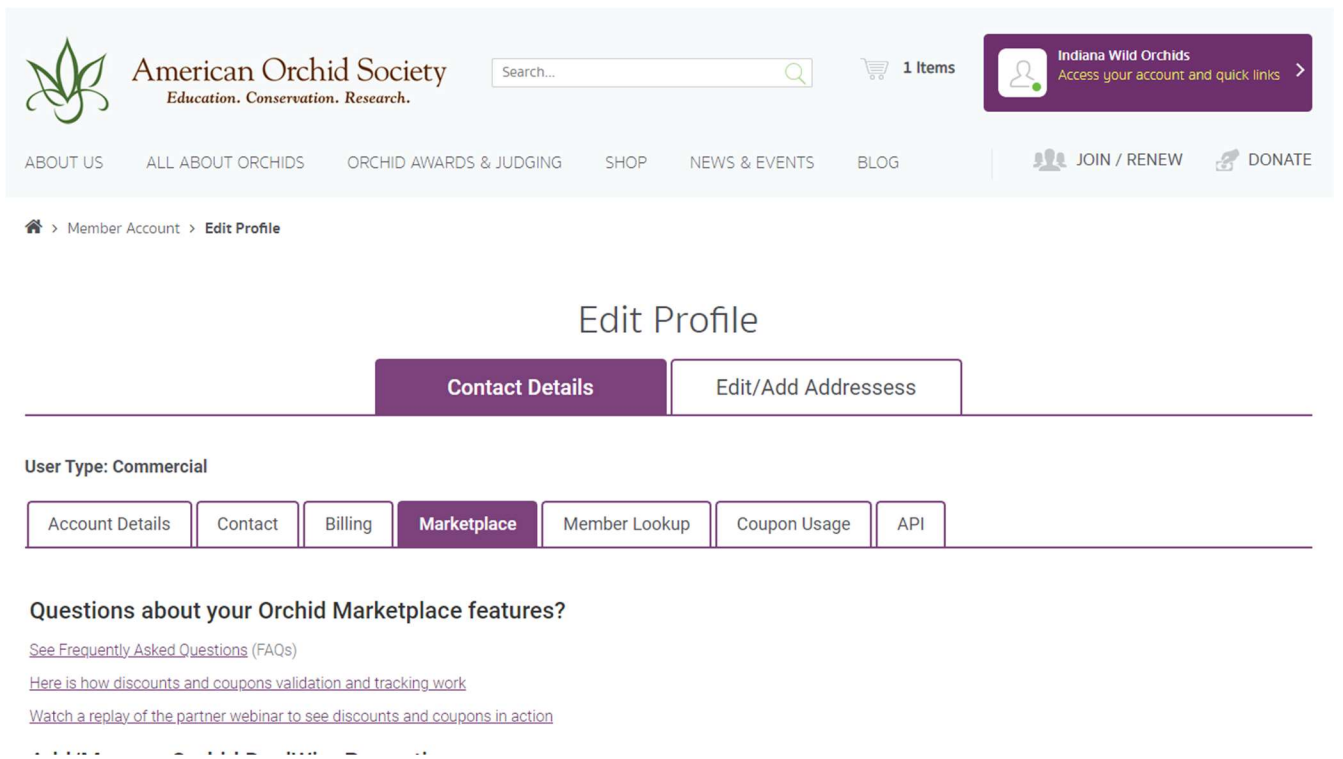 American Orchid Society
Education. Conservation. Research.
Search...
1 Items
Indiana Wild Orchids
Access your account and quick links
ABOUT US
ALL ABOUT ORCHIDS
ORCHID AWARDS & JUDGING
SHOP
NEWS & EVENTS
BLOG
JOIN / RENEW
DONATE
> Member Account > Edit Profile
Edit Profile
Contact Details
Edit/Add Addressess
User Type: Commercial
Account Details
Contact
Billing
Marketplace
Member Lookup
Coupon Usage
API
Questions about your Orchid Marketplace features?
See Frequently Asked Questions (FAQs)
Here is how discounts and coupons validation and tracking work
Watch a replay of the partner webinar to see discounts and coupons in action